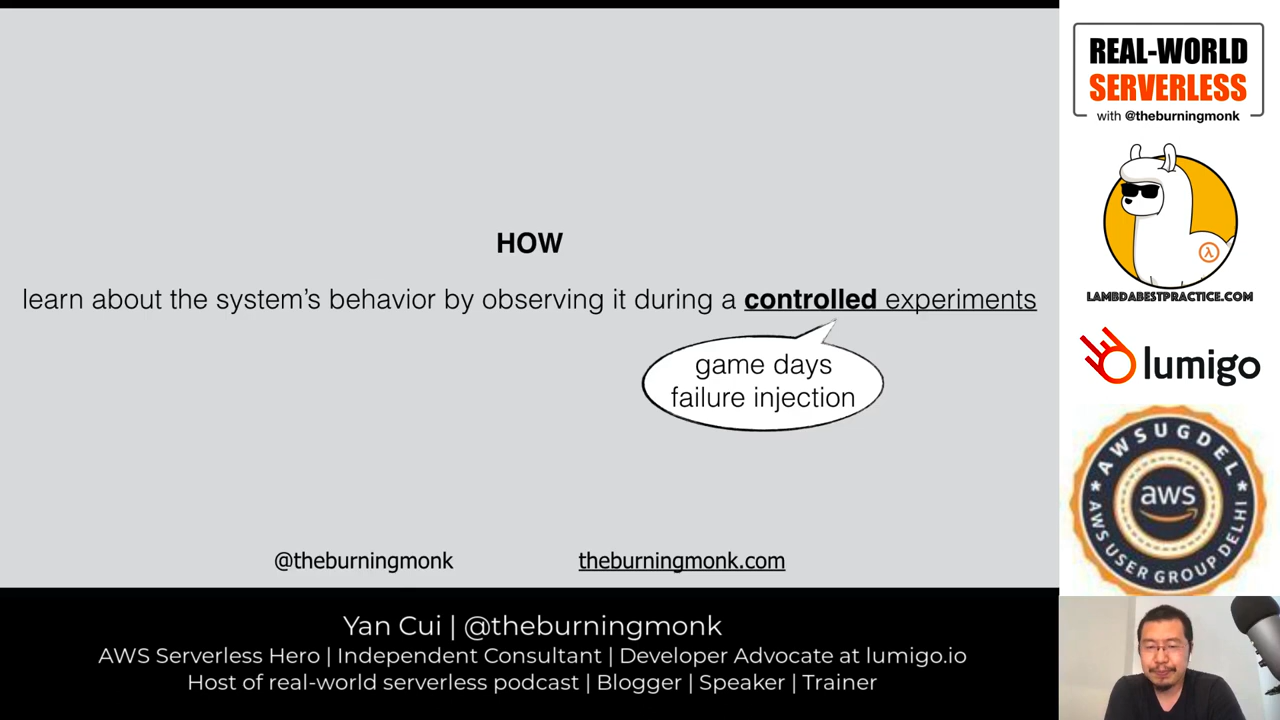 HOW
learn about the system's behavior by observing it during a controlled experiments
game days
failure injection
@theburningmonk
theburningmonk.com
Yan Cui | @theburningmonk
AWS Serverless Hero | Independent Consultant | Developer Advocate at lumigo.io
Host of real-world serverless podcast | Blogger | Speaker | Trainer
REAL-WORLD
SERVERLESS
with @theburningmonk
λ
LAMBDABESTPRACTICE.COM
lumigo
* AWSUGDEL *
aws
AWS USER GROUP DELHI